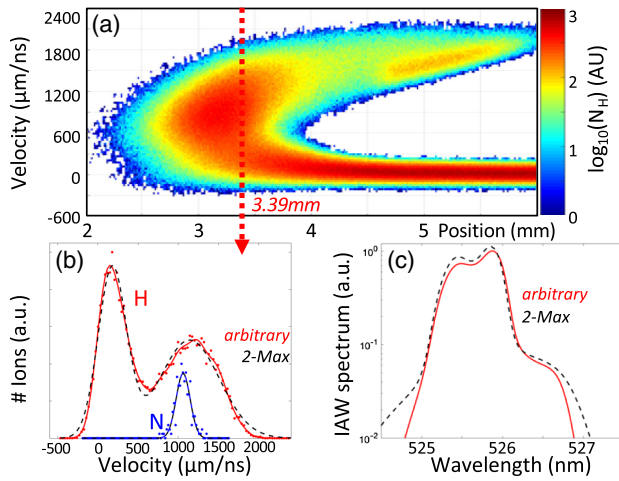 (a)
Velocity (µm/ns)
2400
1800
1200
600
0
-600
3.39mm
2 3 4 5 Position (mm)
3
2
1
0
log10(NH) (AU)
(b)
# Ions (a.u.)
H
arbitrary
2-Max
N
-500 0 500 1000 2000
Velocity (µm/ns)
(c)
IAW spectrum (a.u.)
10^0
10^-1
10^-2
arbitrary
2-Max
525 526 527
Wavelength (nm)